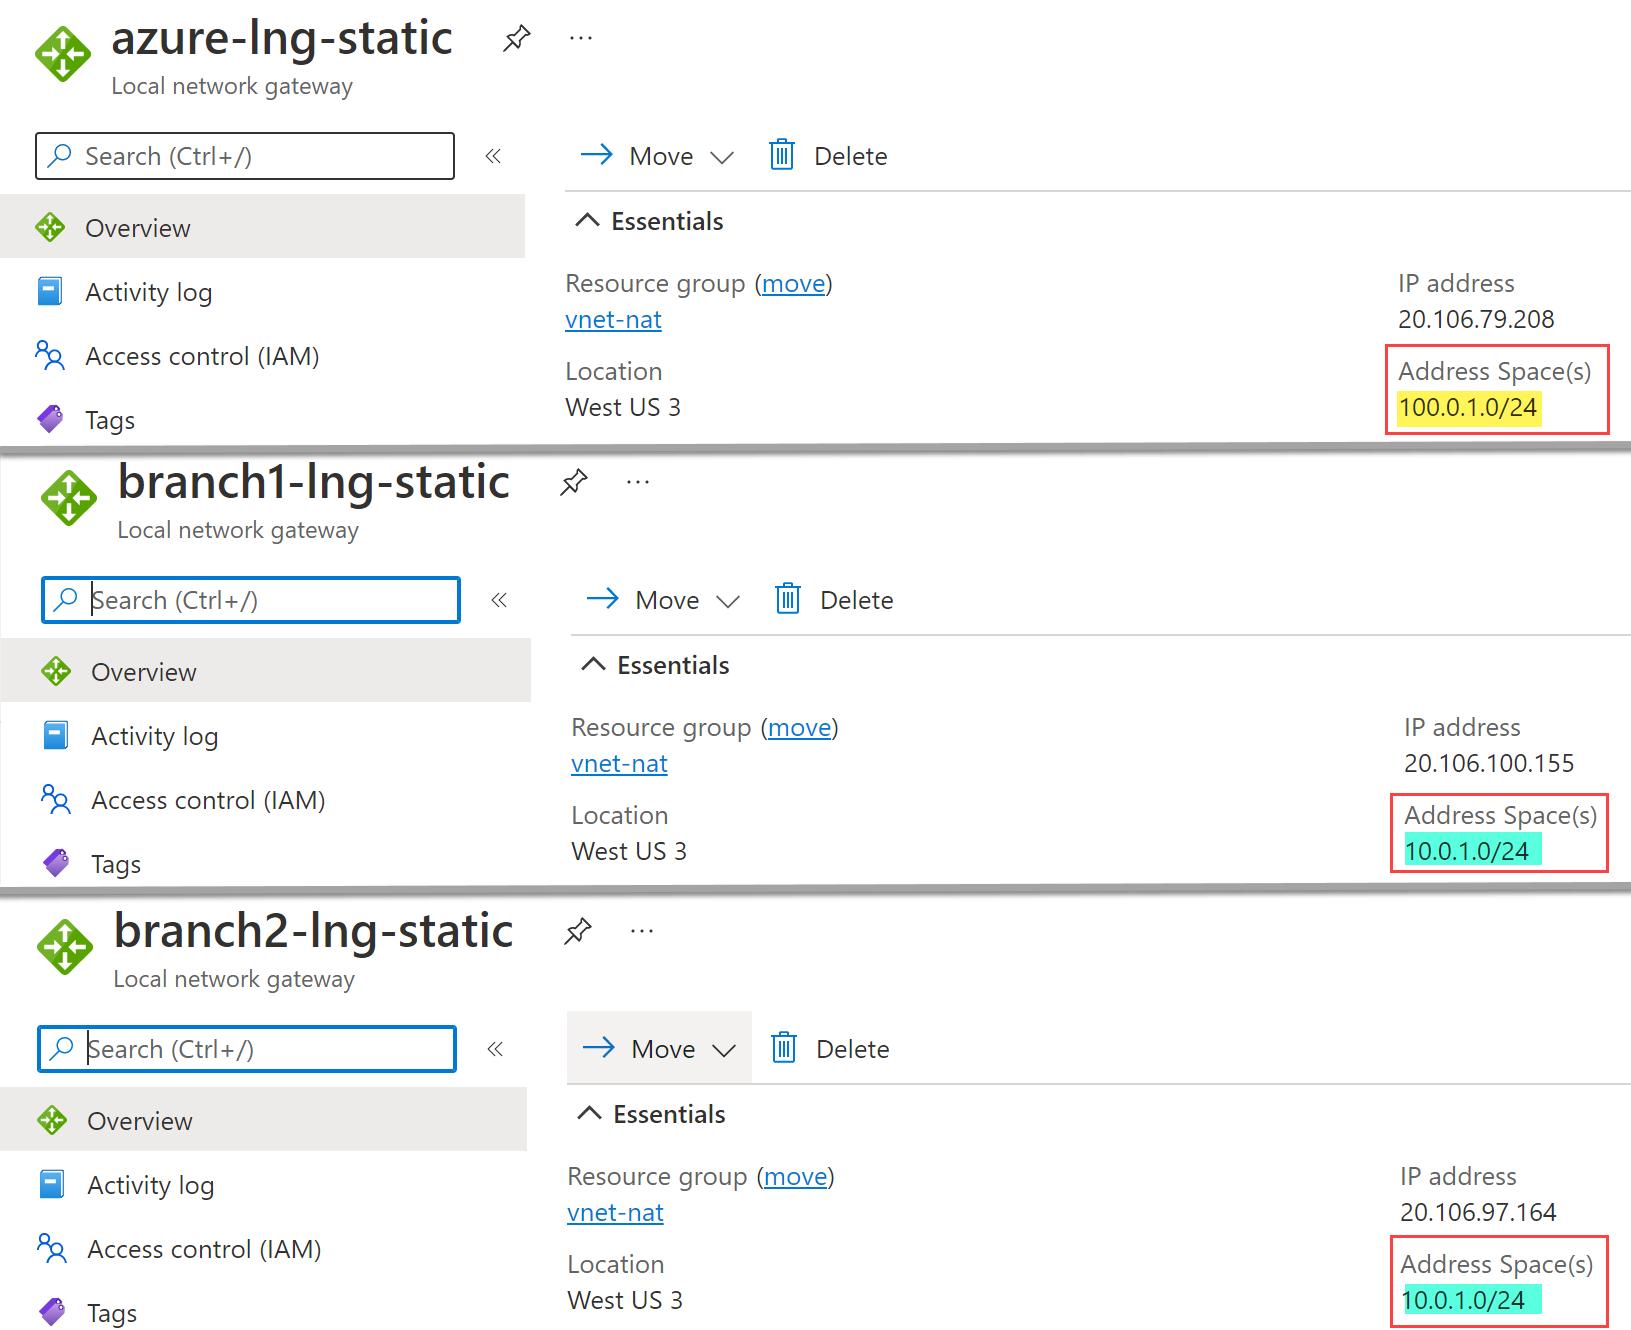 azure-lng-static ...
Local network gateway
Search (Ctrl+/) «
Move Delete
Overview
Essentials
Activity log
Resource group (move) IP address
vnet-nat 20.106.79.208
Access control (IAM)
Location Address Space(s)
West US 3 100.0.1.0/24
Tags
branch1-lng-static ...
Local network gateway
Search (Ctrl+/) «
Move Delete
Overview
Essentials
Activity log
Resource group (move) IP address
vnet-nat 20.106.100.155
Access control (IAM)
Location Address Space(s)
West US 3 10.0.1.0/24
Tags
branch2-lng-static ...
Local network gateway
Search (Ctrl+/) «
Move Delete
Overview
Essentials
Activity log
Resource group (move) IP address
vnet-nat 20.106.97.164
Access control (IAM)
Location Address Space(s)
West US 3 10.0.1.0/24
Tags